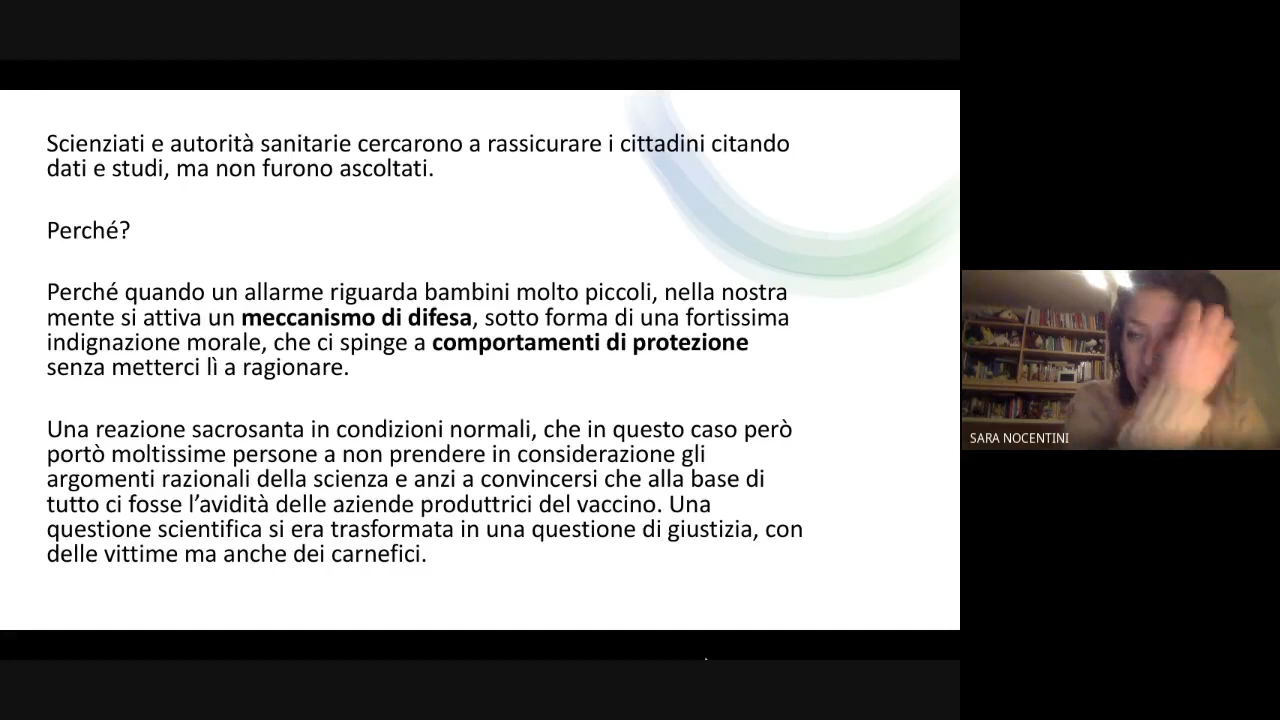 Scienziati e autorità sanitarie cercarono a rassicurare i cittadini citando
dati e studi, ma non furono ascoltati.
Perché?
Perché quando un allarme riguarda bambini molto piccoli, nella nostra
mente si attiva un meccanismo di difesa, sotto forma di una fortissima
indignazione morale, che ci spinge a comportamenti di protezione
senza metterci lì a ragionare.
Una reazione sacrosanta in condizioni normali, che in questo caso però
portò moltissime persone a non prendere in considerazione gli
argomenti razionali della scienza e anzi a convincersi che alla base di
tutto ci fosse l’avidità delle aziende produttrici del vaccino. Una
questione scientifica si era trasformata in una questione di giustizia, con
delle vittime ma anche dei carnefici.
SARA NOCENTINI